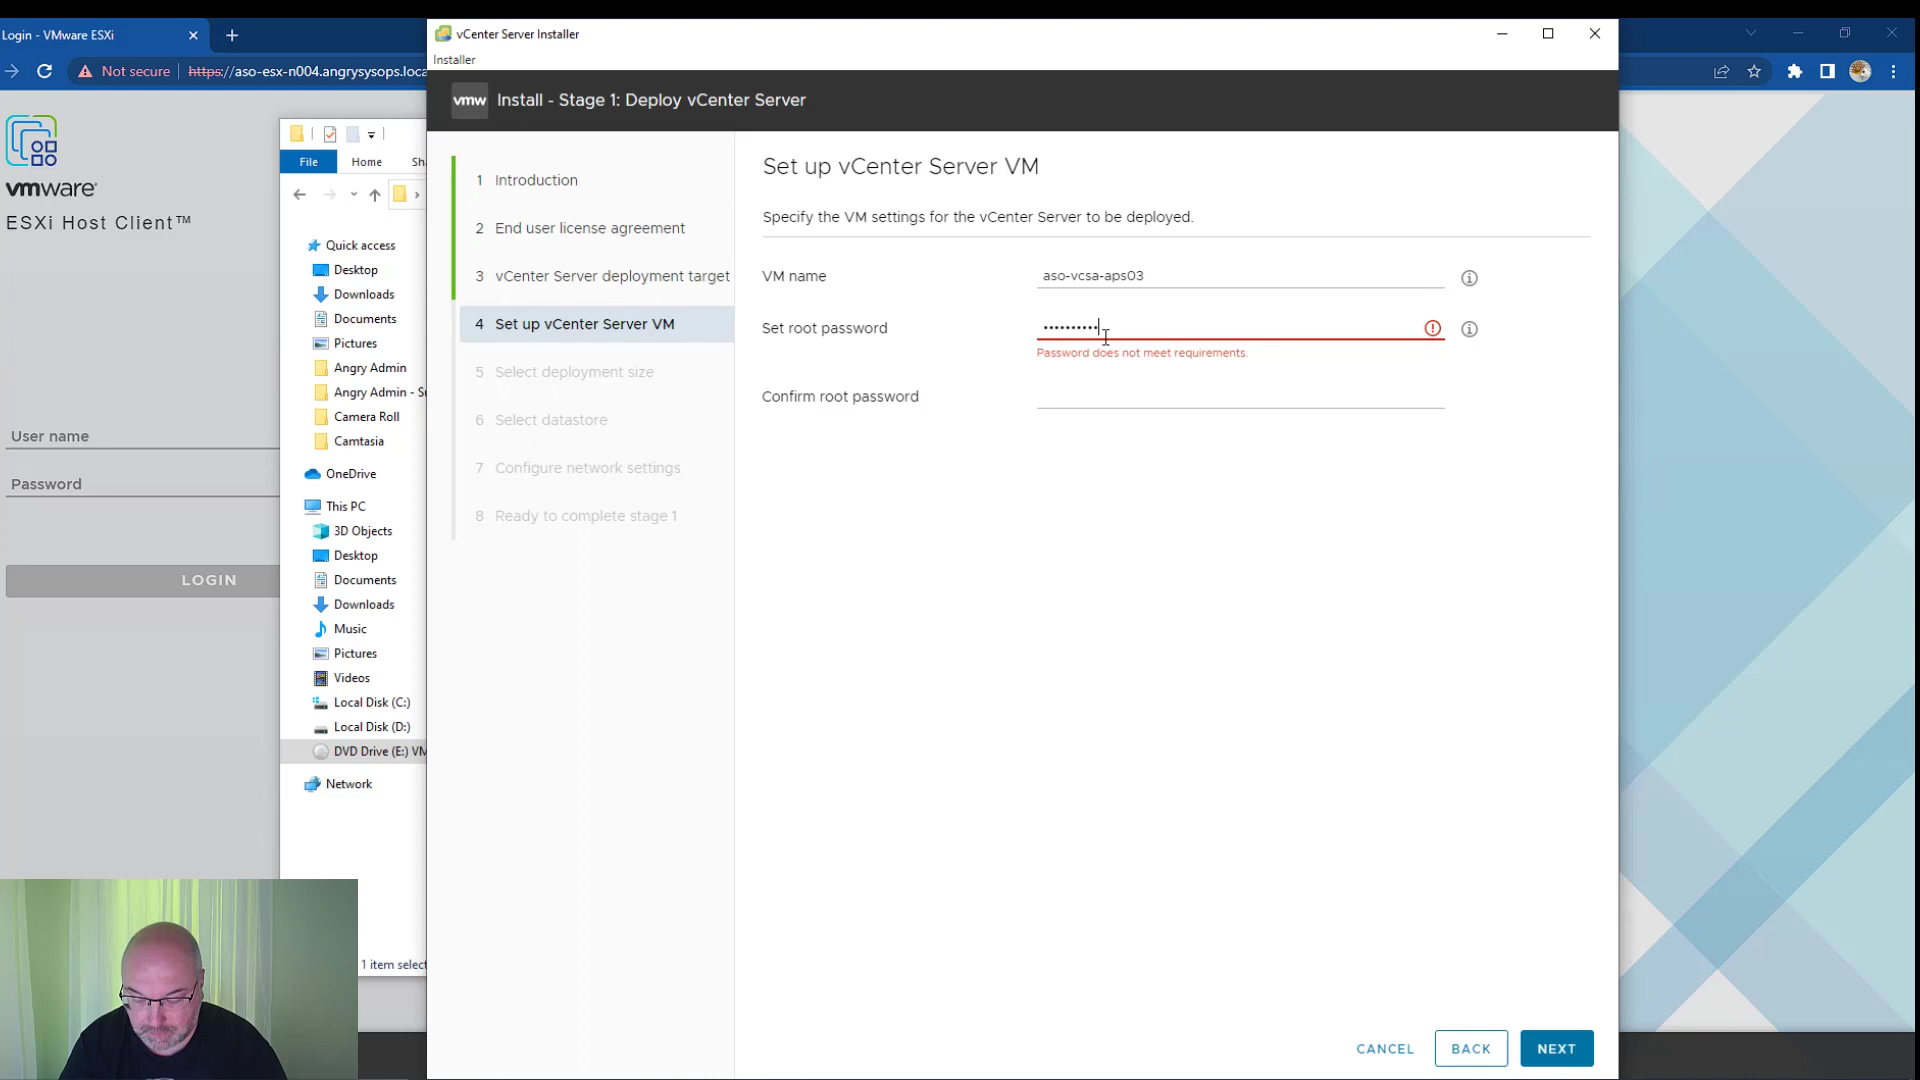 Login - VMware ESXi
Not secure
https://aso-esx-n004.angrysysops.loca
vmware
ESXi Host Client™
User name
Password
LOGIN
File
Home
Sh
Quick access
Desktop
Downloads
Documents
Pictures
Angry Admin
Angry Admin - Su
Camera Roll
Camtasia
OneDrive
This PC
3D Objects
Desktop
Documents
Downloads
Music
Pictures
Videos
Local Disk (C:)
Local Disk (D:)
DVD Drive (E:) VM
Network
1 item select
vCenter Server Installer
Installer
vmw Install - Stage 1: Deploy vCenter Server
1 Introduction
2 End user license agreement
3 vCenter Server deployment target
4 Set up vCenter Server VM
5 Select deployment size
6 Select datastore
7 Configure network settings
8 Ready to complete stage 1
Set up vCenter Server VM
Specify the VM settings for the vCenter Server to be deployed.
VM name aso-vcsa-aps03
Set root password ••••••••••
Password does not meet requirements.
Confirm root password
CANCEL BACK NEXT